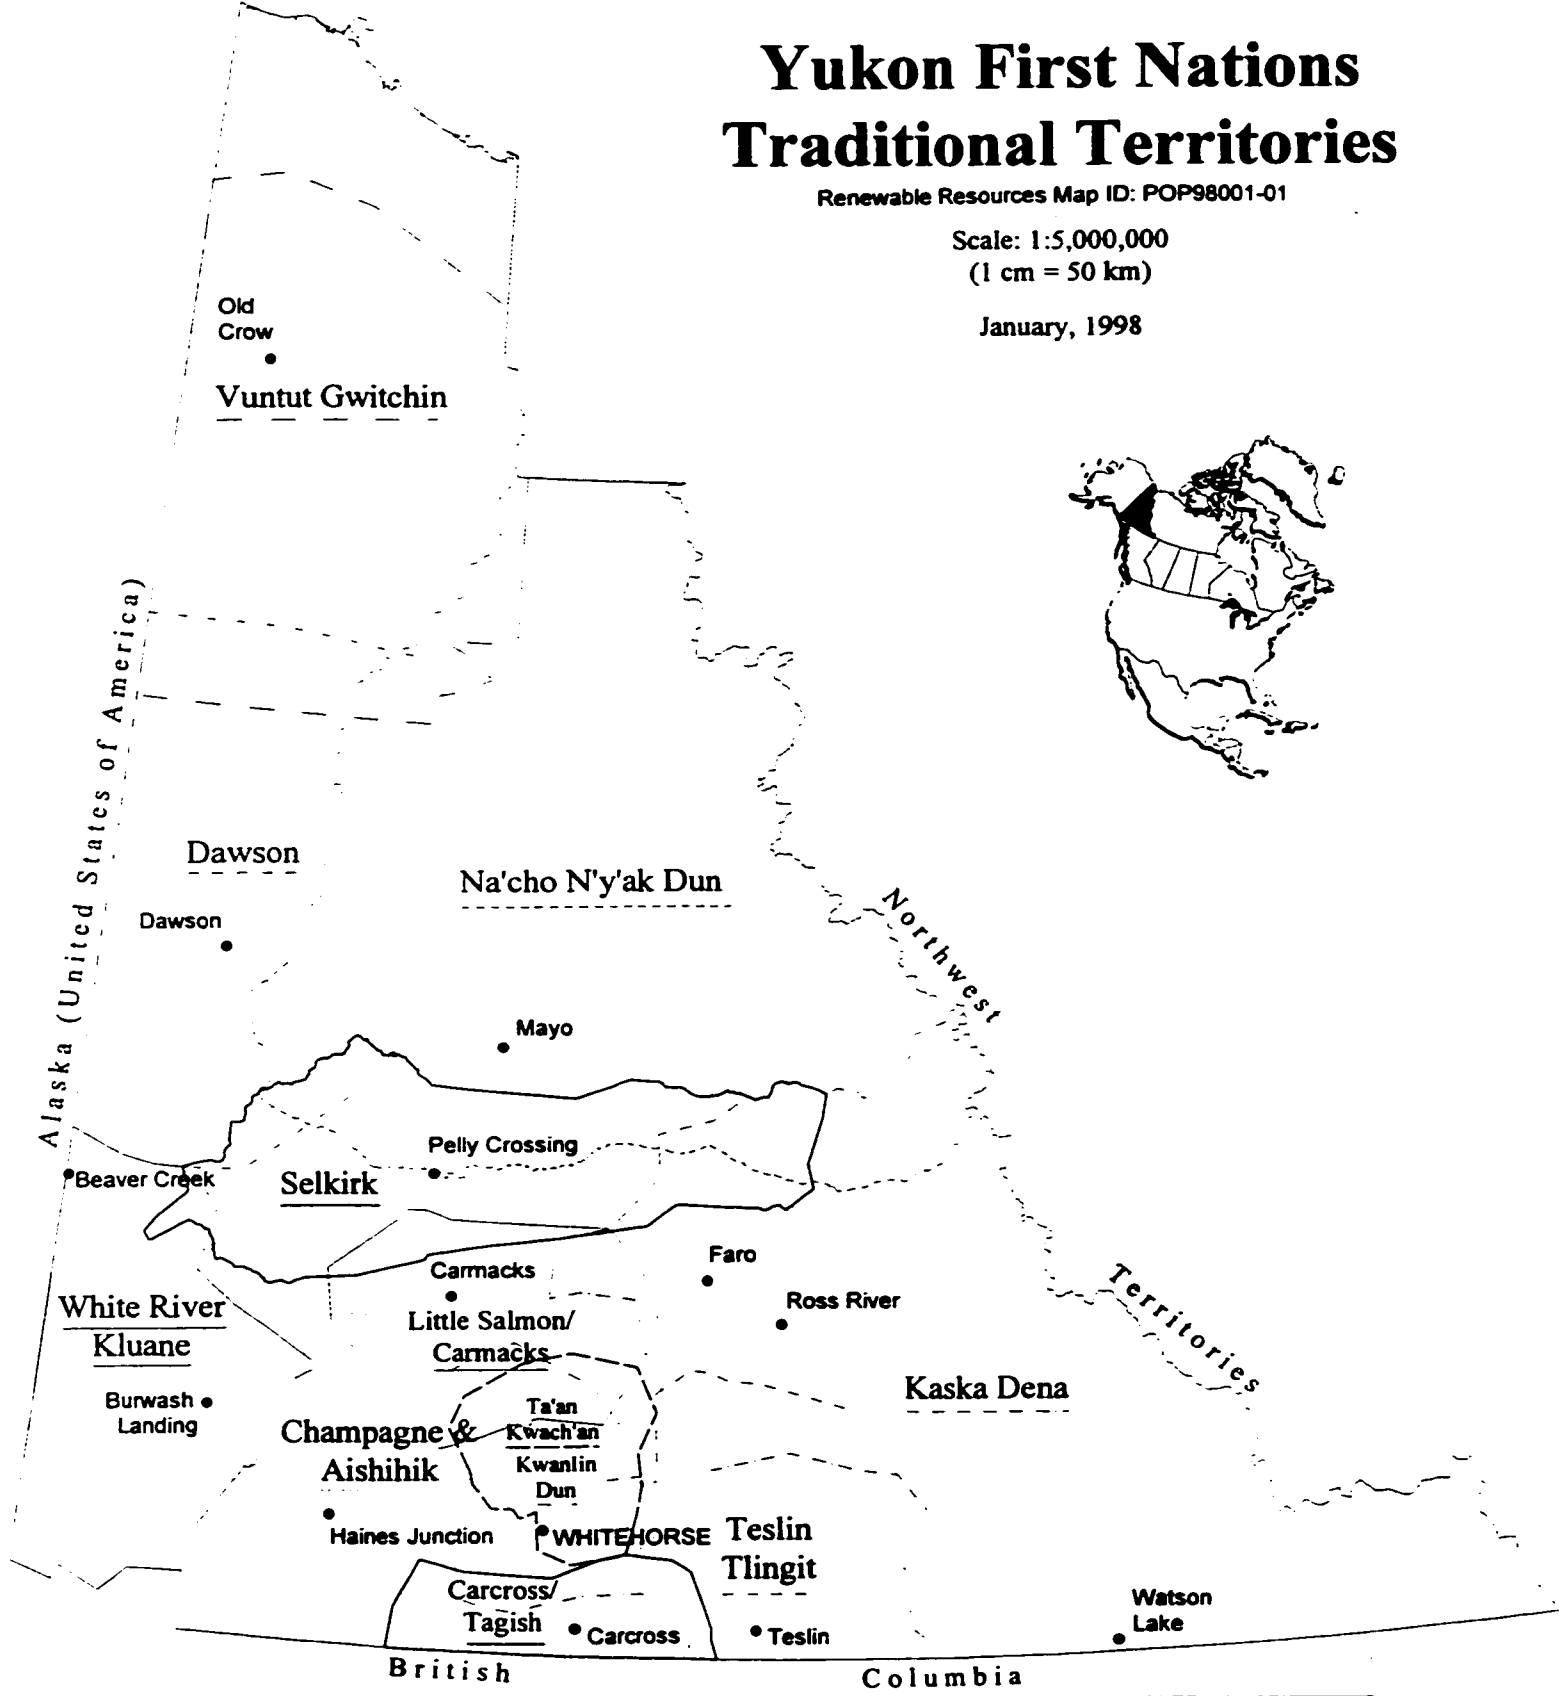 Yukon First Nations
Traditional Territories
Renewable Resources Map ID: POP98001-01
Scale: 1:5,000,000
(1 cm = 50 km)
January, 1998
Old
Crow
Vuntut Gwitchin
Alaska (United States of America)
Dawson
Dawson
Na'cho N'y'ak Dun
Northwest
Territories
Mayo
Pelly Crossing
Beaver Creek
Selkirk
Faro
Carmacks
Ross River
White River
Kluane
Little Salmon/
Carmacks
Kaska Dena
Burwash
Landing
Champagne &
Aishihik
Ta'an
Kwach'an
Kwanlin
Dun
Haines Junction
WHITEHORSE
Teslin
Tlingit
Carcross/
Tagish
Carcross
Teslin
Watson
Lake
British
Columbia